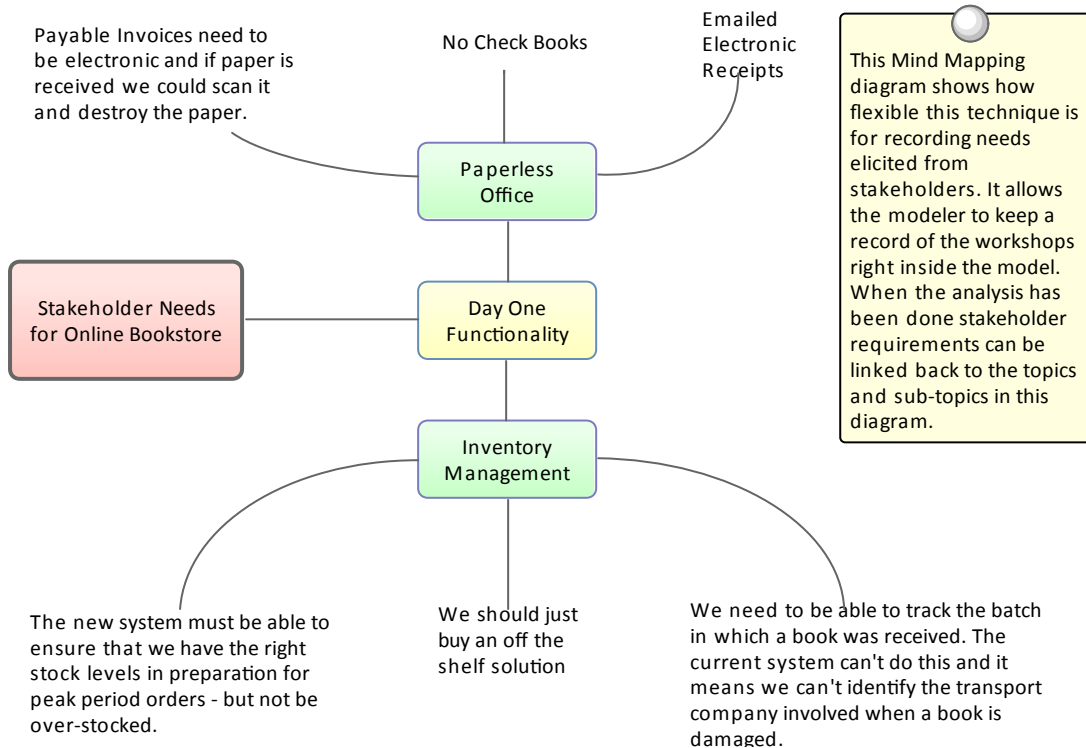 Payable Invoices need to
be electronic and if paper is
received we could scan it
and destroy the paper.
No Check Books
Emailed
Electronic
Receipts
This Mind Mapping
diagram shows how
flexible this technique is
for recording needs
elicited from
stakeholders. It allows
the modeler to keep a
record of the workshops
right inside the model.
When the analysis has
been done stakeholder
requirements can be
linked back to the topics
and sub-topics in this
diagram.
Paperless
Office
Stakeholder Needs
for Online Bookstore
Day One
Functionality
Inventory
Management
The new system must be able to
ensure that we have the right
stock levels in preparation for
peak period orders - but not be
over-stocked.
We should just
buy an off the
shelf solution
We need to be able to track the batch
in which a book was received. The
current system can't do this and it
means we can't identify the transport
company involved when a book is
damaged.